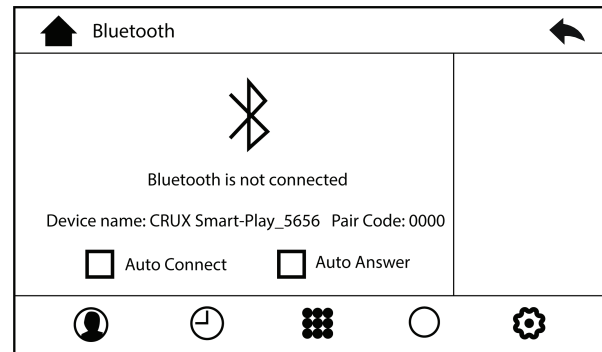 Bluetooth
Bluetooth is not connected
Device name: CRUX Smart-Play_5656 Pair Code: 0000
Auto Connect Auto Answer